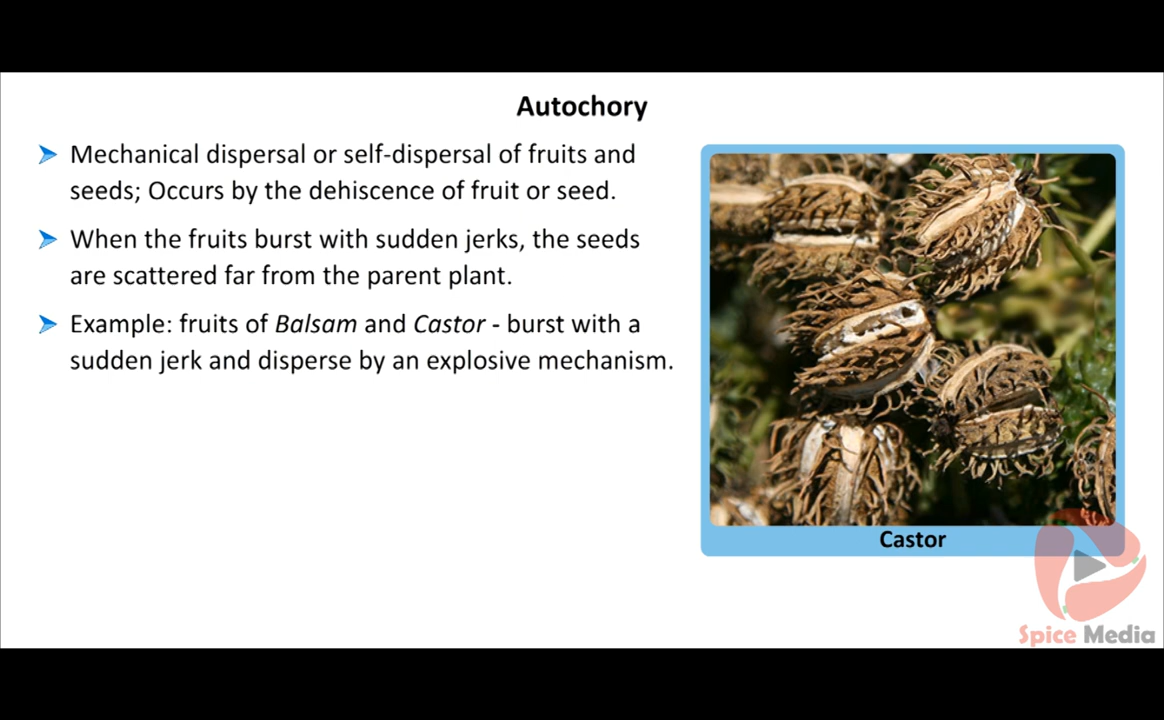 Autochory
➤ Mechanical dispersal or self-dispersal of fruits and
seeds; Occurs by the dehiscence of fruit or seed.
➤ When the fruits burst with sudden jerks, the seeds
are scattered far from the parent plant.
➤ Example: fruits of Balsam and Castor - burst with a
sudden jerk and disperse by an explosive mechanism.
Castor
Spice Media